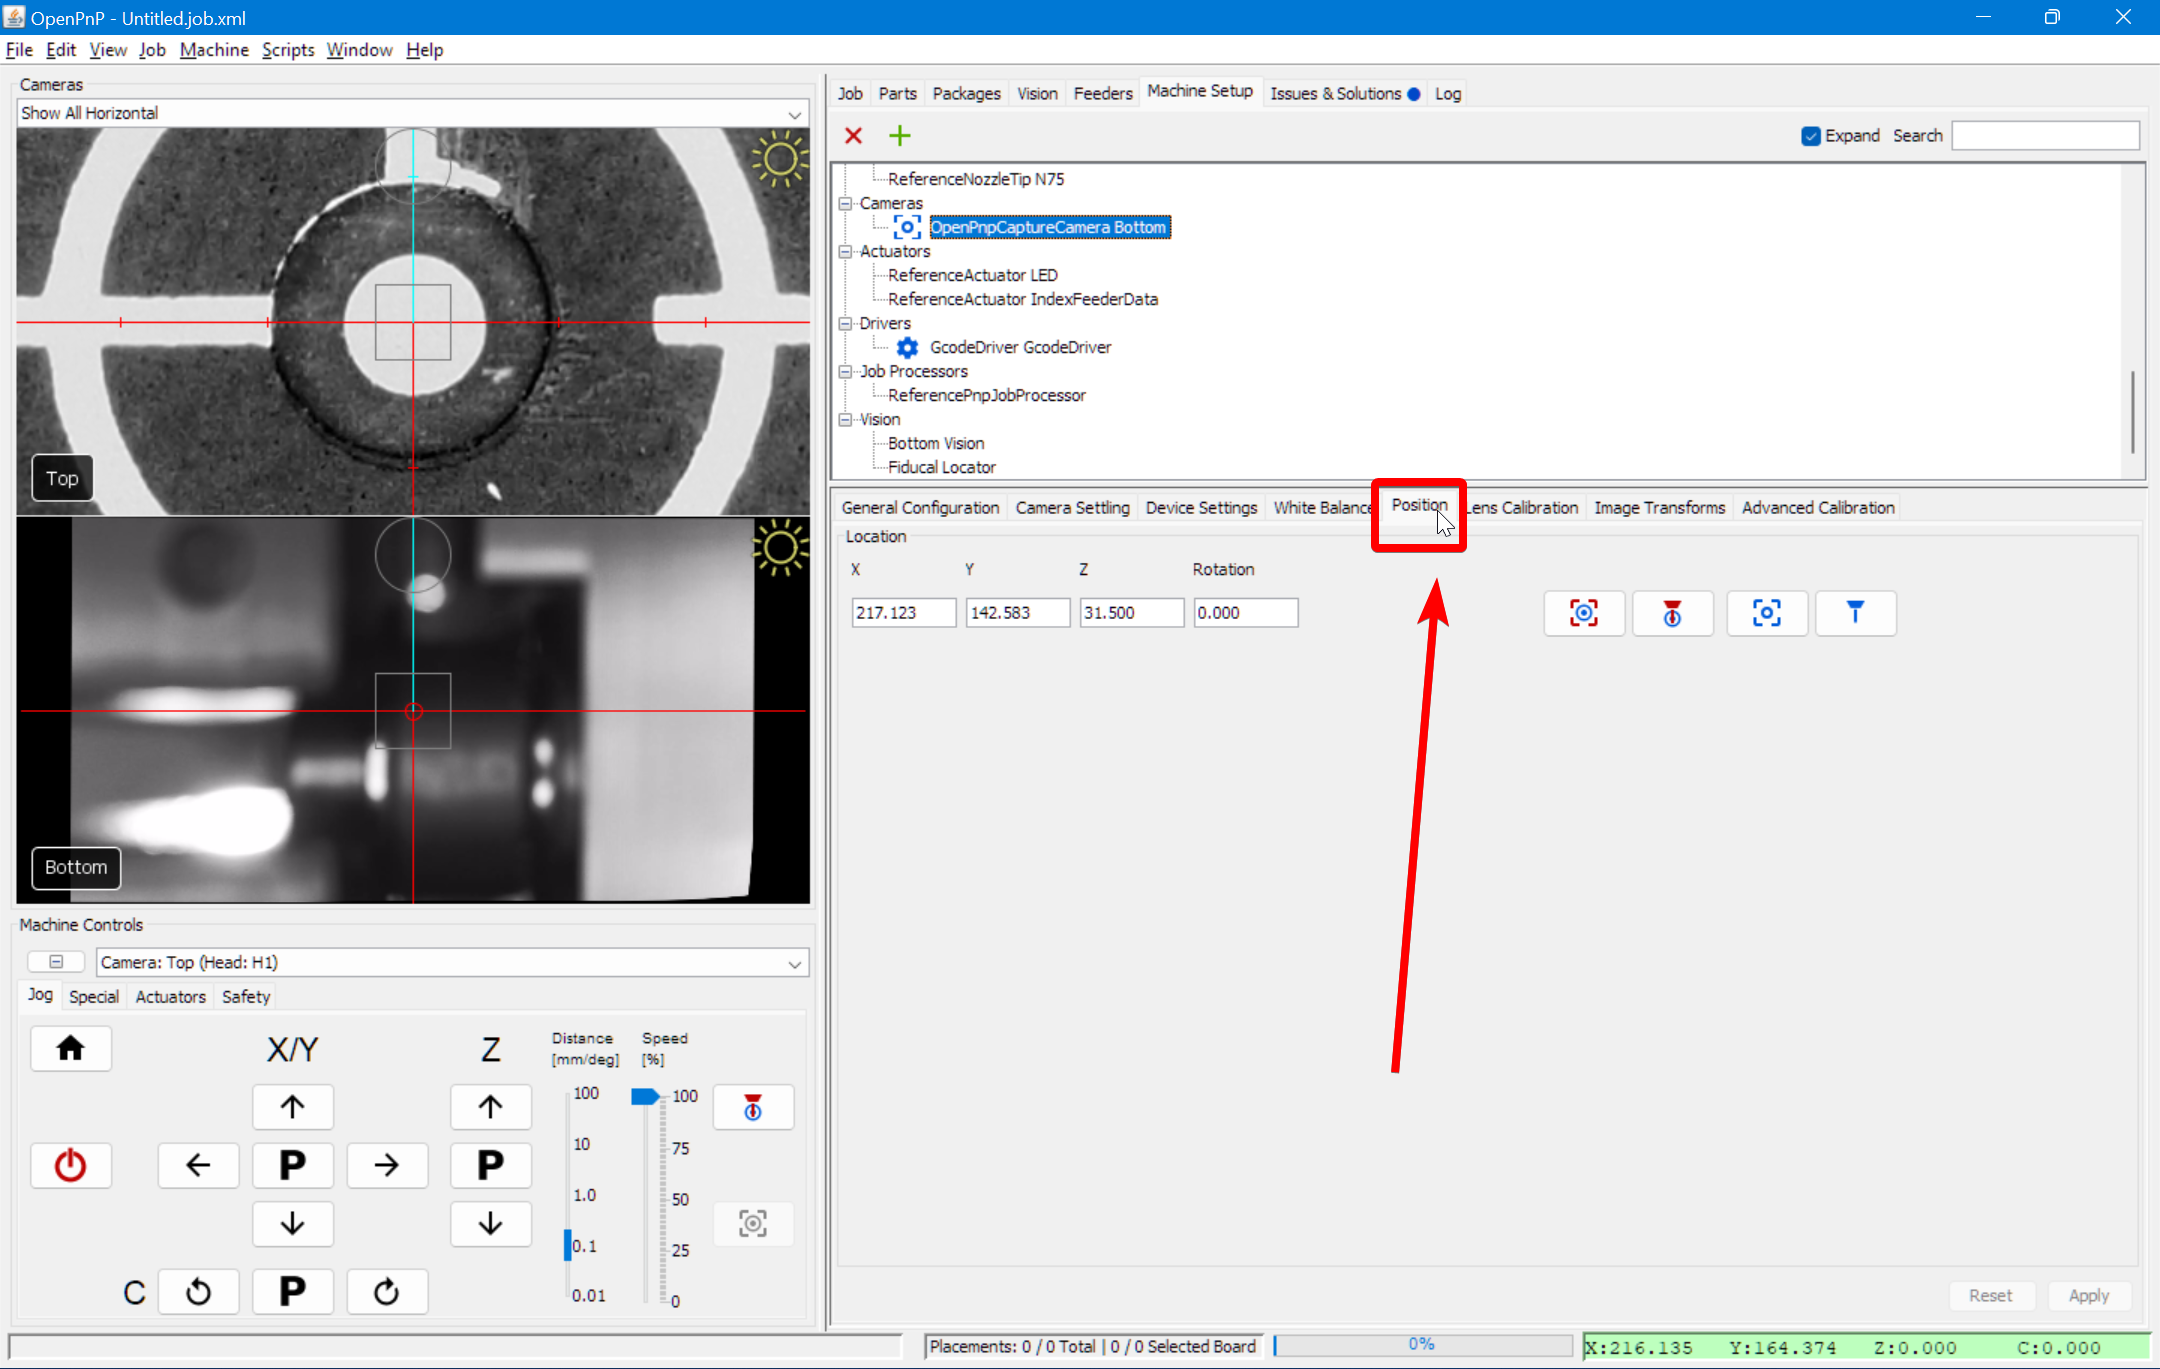 OpenPnP - Untitled.job.xml
File Edit View Job Machine Scripts Window Help
Cameras
Show All Horizontal
Top
Bottom
Machine Controls
Camera: Top (Head: H1)
Jog Special Actuators Safety
X/Y Z Distance [mm/deg] Speed [%]
100 100
10 75
P P
1.0 50
0.1 25
C P 0.01 0
Job Parts Packages Vision Feeders Machine Setup Issues & Solutions Log
Expand Search
ReferenceNozzleTip N75
Cameras
OpenPnpCaptureCamera Bottom
Actuators
ReferenceActuator LED
ReferenceActuator IndexFeederData
Drivers
GcodeDriver GcodeDriver
Job Processors
ReferencePnpJobProcessor
Vision
Bottom Vision
Fiducal Locator
General Configuration Camera Settling Device Settings White Balance Position Lens Calibration Image Transforms Advanced Calibration
Location
X Y Z Rotation
217.123 142.583 31.500 0.000
Reset Apply
Placements: 0 / 0 Total | 0 / 0 Selected Board 0% X:216.135 Y:164.374 Z:0.000 C:0.000